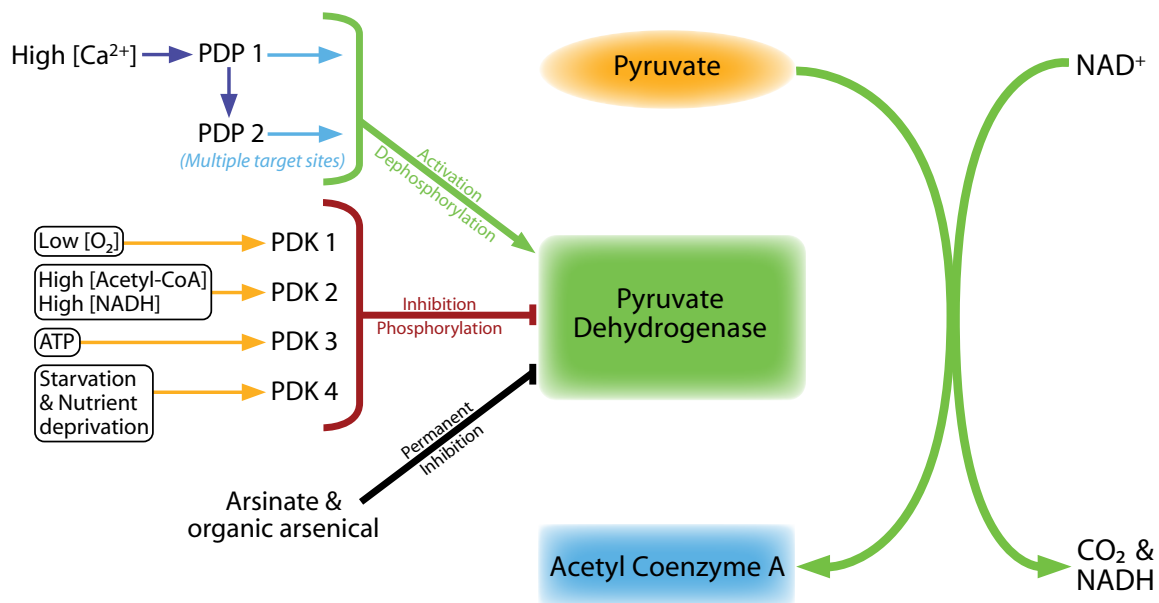 High [Ca²⁺]
PDP 1
PDP 2
(Multiple target sites)
Activation
Dephosphorylation
Low [O₂]
PDK 1
High [Acetyl-CoA]
High [NADH]
PDK 2
ATP
PDK 3
Starvation
& Nutrient
deprivation
PDK 4
Inhibition
Phosphorylation
Permanent
Inhibition
Arsinate &
organic arsenical
Pyruvate
NAD⁺
Pyruvate
Dehydrogenase
Acetyl Coenzyme A
CO₂ &
NADH